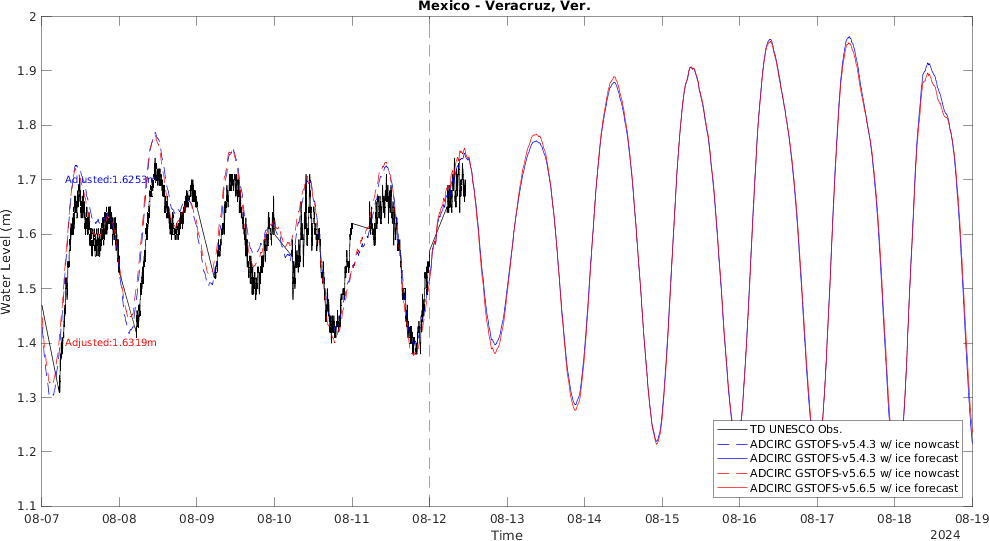 Mexico - Veracruz, Ver.
Water Level (m)
2
1.9
1.8
1.7
1.6
1.5
1.4
1.3
1.2
1.1
Adjusted:1.6253m
Adjusted:1.6319m
TD UNESCO Obs.
ADCIRC GSTOFS-v5.4.3 w/ ice nowcast
ADCIRC GSTOFS-v5.4.3 w/ ice forecast
ADCIRC GSTOFS-v5.6.5 w/ ice nowcast
ADCIRC GSTOFS-v5.6.5 w/ ice forecast
08-07 08-08 08-09 08-10 08-11 08-12 08-13 08-14 08-15 08-16 08-17 08-18 08-19
Time
2024